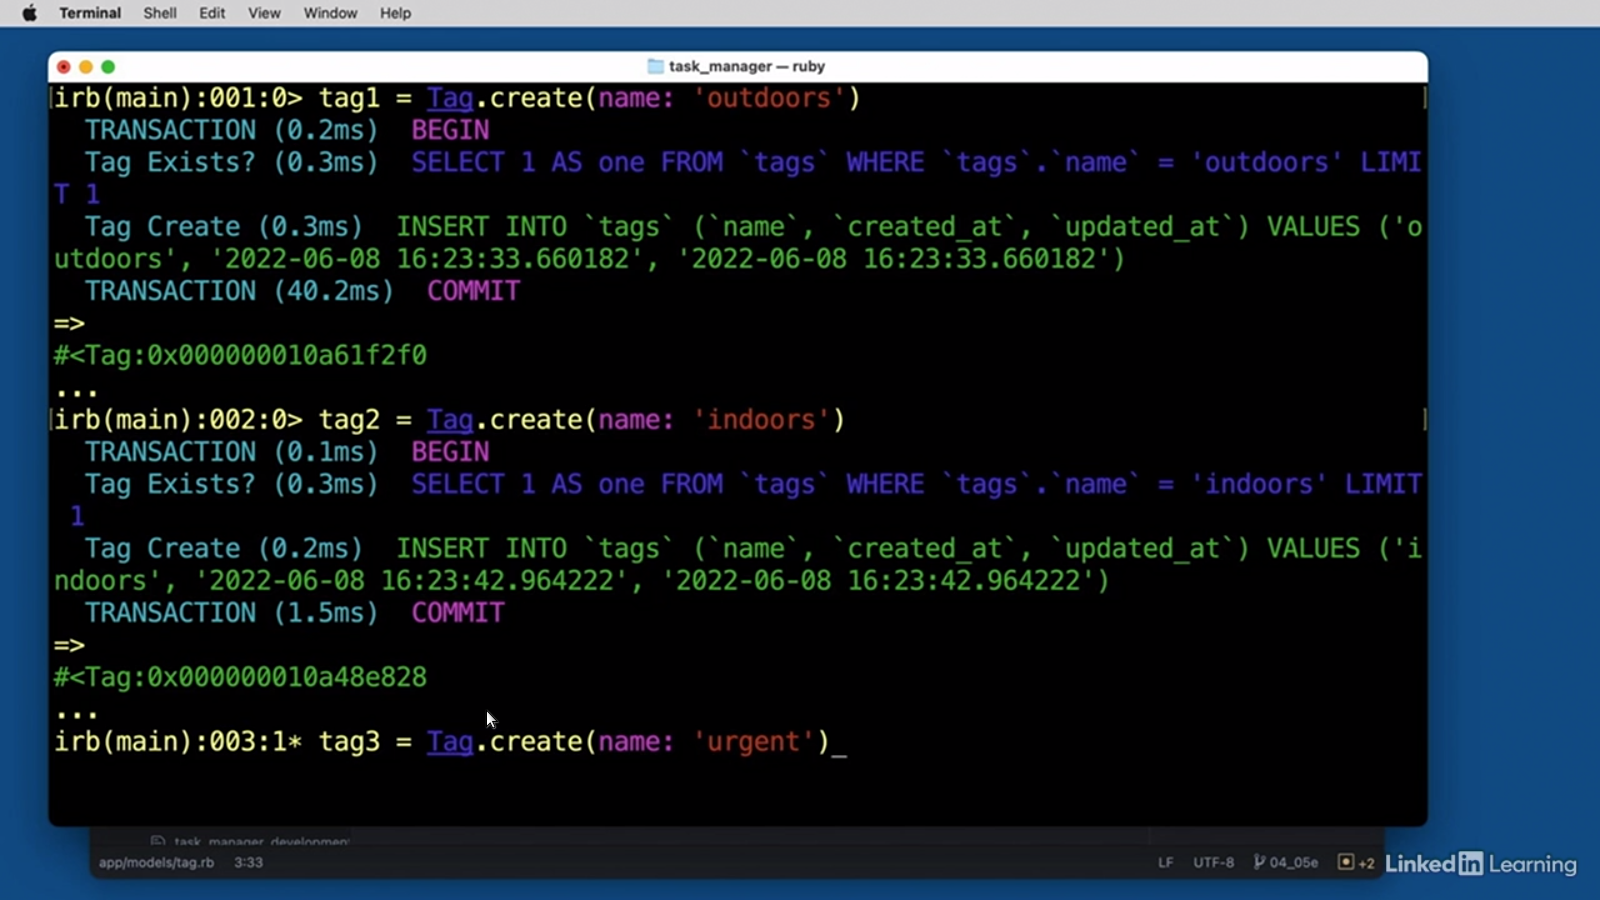 Terminal Shell Edit View Window Help
task_manager — ruby
irb(main):001:0> tag1 = Tag.create(name: 'outdoors')
TRANSACTION (0.2ms) BEGIN
Tag Exists? (0.3ms) SELECT 1 AS one FROM `tags` WHERE `tags`.`name` = 'outdoors' LIMI
T 1
Tag Create (0.3ms) INSERT INTO `tags` (`name`, `created_at`, `updated_at`) VALUES ('o
utdoors', '2022-06-08 16:23:33.660182', '2022-06-08 16:23:33.660182')
TRANSACTION (40.2ms) COMMIT
=>
#<Tag:0x000000010a61f2f0
...
irb(main):002:0> tag2 = Tag.create(name: 'indoors')
TRANSACTION (0.1ms) BEGIN
Tag Exists? (0.3ms) SELECT 1 AS one FROM `tags` WHERE `tags`.`name` = 'indoors' LIMIT
1
Tag Create (0.2ms) INSERT INTO `tags` (`name`, `created_at`, `updated_at`) VALUES ('i
ndoors', '2022-06-08 16:23:42.964222', '2022-06-08 16:23:42.964222')
TRANSACTION (1.5ms) COMMIT
=>
#<Tag:0x000000010a48e828
...
irb(main):003:1* tag3 = Tag.create(name: 'urgent')_
task_manager_development
app/models/tag.rb 3:33 LF UTF-8 04_05e +2
LinkedIn Learning